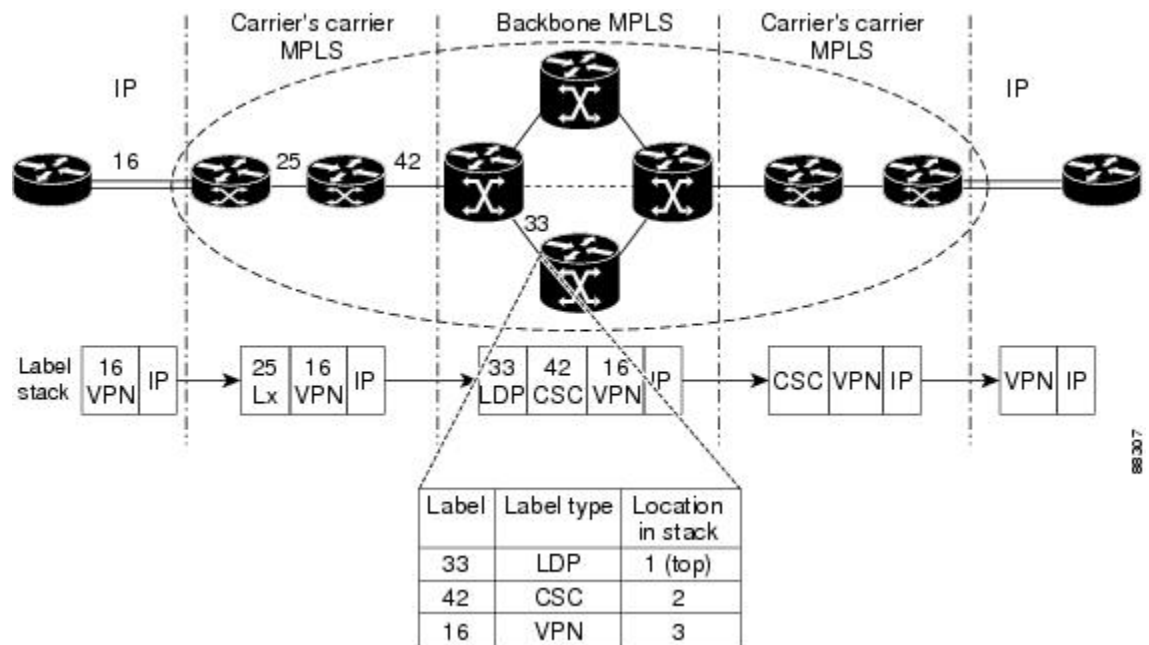 Carrier's carrier
MPLS
Backbone MPLS
Carrier's carrier
MPLS
IP
IP
16
25
42
33
Label
stack
16
VPN
IP
25
Lx
16
VPN
IP
33
LDP
42
CSC
16
VPN
IP
CSC
VPN
IP
VPN
IP
88307
Label
Label type
Location
in stack
33
LDP
1 (top)
42
CSC
2
16
VPN
3